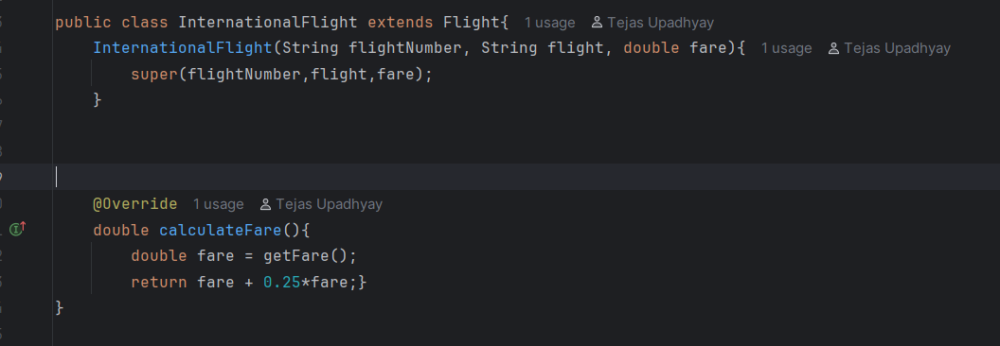 public class InternationalFlight extends Flight{ 1 usage Tejas Upadhyay
InternationalFlight(String flightNumber, String flight, double fare){ 1 usage Tejas Upadhyay
super(flightNumber,flight,fare);
}
@Override 1 usage Tejas Upadhyay
double calculateFare(){
double fare = getFare();
return fare + 0.25*fare;}
}